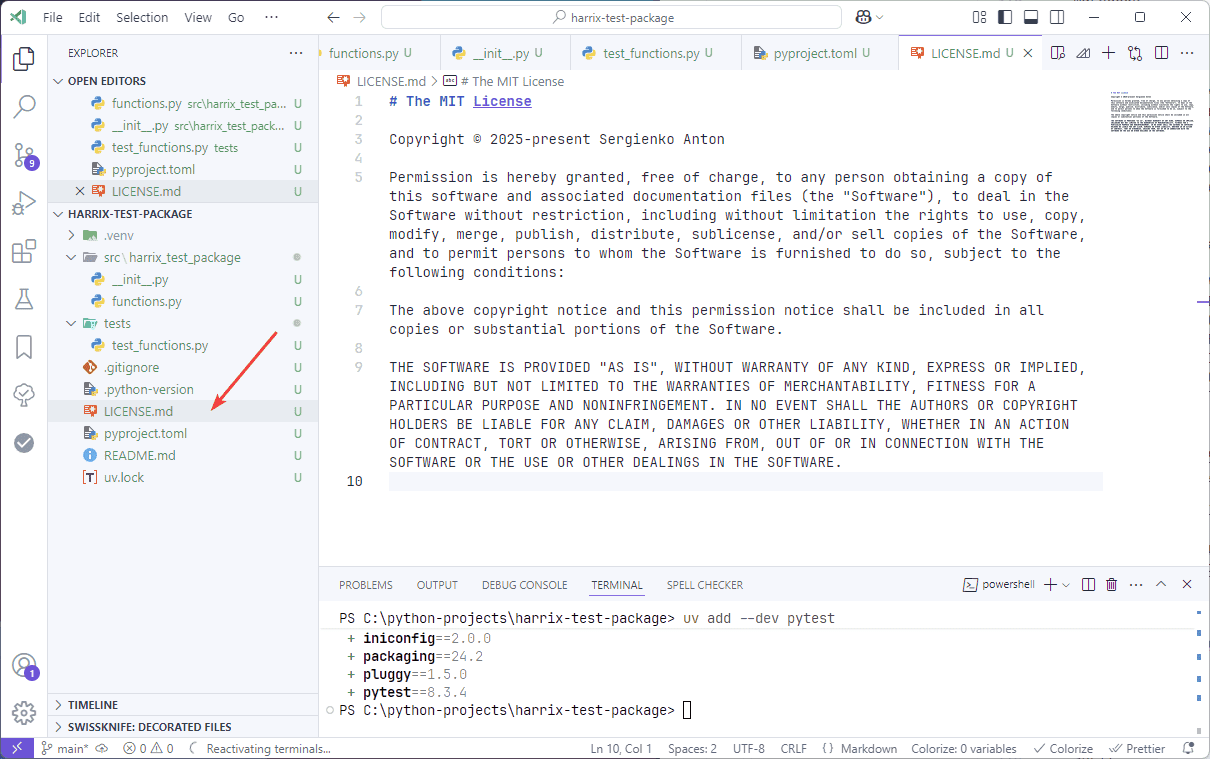 File Edit Selection View Go ··· harrix-test-package
EXPLORER ···
OPEN EDITORS
functions.py src\harrix_test_pa... U
__init__.py src\harrix_test_pack... U
test_functions.py tests U
pyproject.toml U
LICENSE.md U
HARRIX-TEST-PACKAGE
.venv
src\harrix_test_package
__init__.py U
functions.py U
tests
test_functions.py U
.gitignore U
.python-version U
LICENSE.md U
pyproject.toml U
README.md U
uv.lock U
TIMELINE
SWISSKNIFE: DECORATED FILES
9
1
functions.py U __init__.py U test_functions.py U pyproject.toml U LICENSE.md U
LICENSE.md > abc # The MIT License
1 # The MIT License
2
3 Copyright © 2025-present Sergienko Anton
4
5 Permission is hereby granted, free of charge, to any person obtaining a copy of
this software and associated documentation files (the "Software"), to deal in the
Software without restriction, including without limitation the rights to use, copy,
modify, merge, publish, distribute, sublicense, and/or sell copies of the Software,
and to permit persons to whom the Software is furnished to do so, subject to the
following conditions:
6
7 The above copyright notice and this permission notice shall be included in all
copies or substantial portions of the Software.
8
9 THE SOFTWARE IS PROVIDED "AS IS", WITHOUT WARRANTY OF ANY KIND, EXPRESS OR IMPLIED,
INCLUDING BUT NOT LIMITED TO THE WARRANTIES OF MERCHANTABILITY, FITNESS FOR A
PARTICULAR PURPOSE AND NONINFRINGEMENT. IN NO EVENT SHALL THE AUTHORS OR COPYRIGHT
HOLDERS BE LIABLE FOR ANY CLAIM, DAMAGES OR OTHER LIABILITY, WHETHER IN AN ACTION
OF CONTRACT, TORT OR OTHERWISE, ARISING FROM, OUT OF OR IN CONNECTION WITH THE
SOFTWARE OR THE USE OR OTHER DEALINGS IN THE SOFTWARE.
10
PROBLEMS OUTPUT DEBUG CONSOLE TERMINAL SPELL CHECKER powershell
PS C:\python-projects\harrix-test-package> uv add --dev pytest
+ iniconfig==2.0.0
+ packaging==24.2
+ pluggy==1.5.0
+ pytest==8.3.4
PS C:\python-projects\harrix-test-package>
main* 0 0 Reactivating terminals... Ln 10, Col 1 Spaces: 2 UTF-8 CRLF {} Markdown Colorize: 0 variables Colorize Prettier